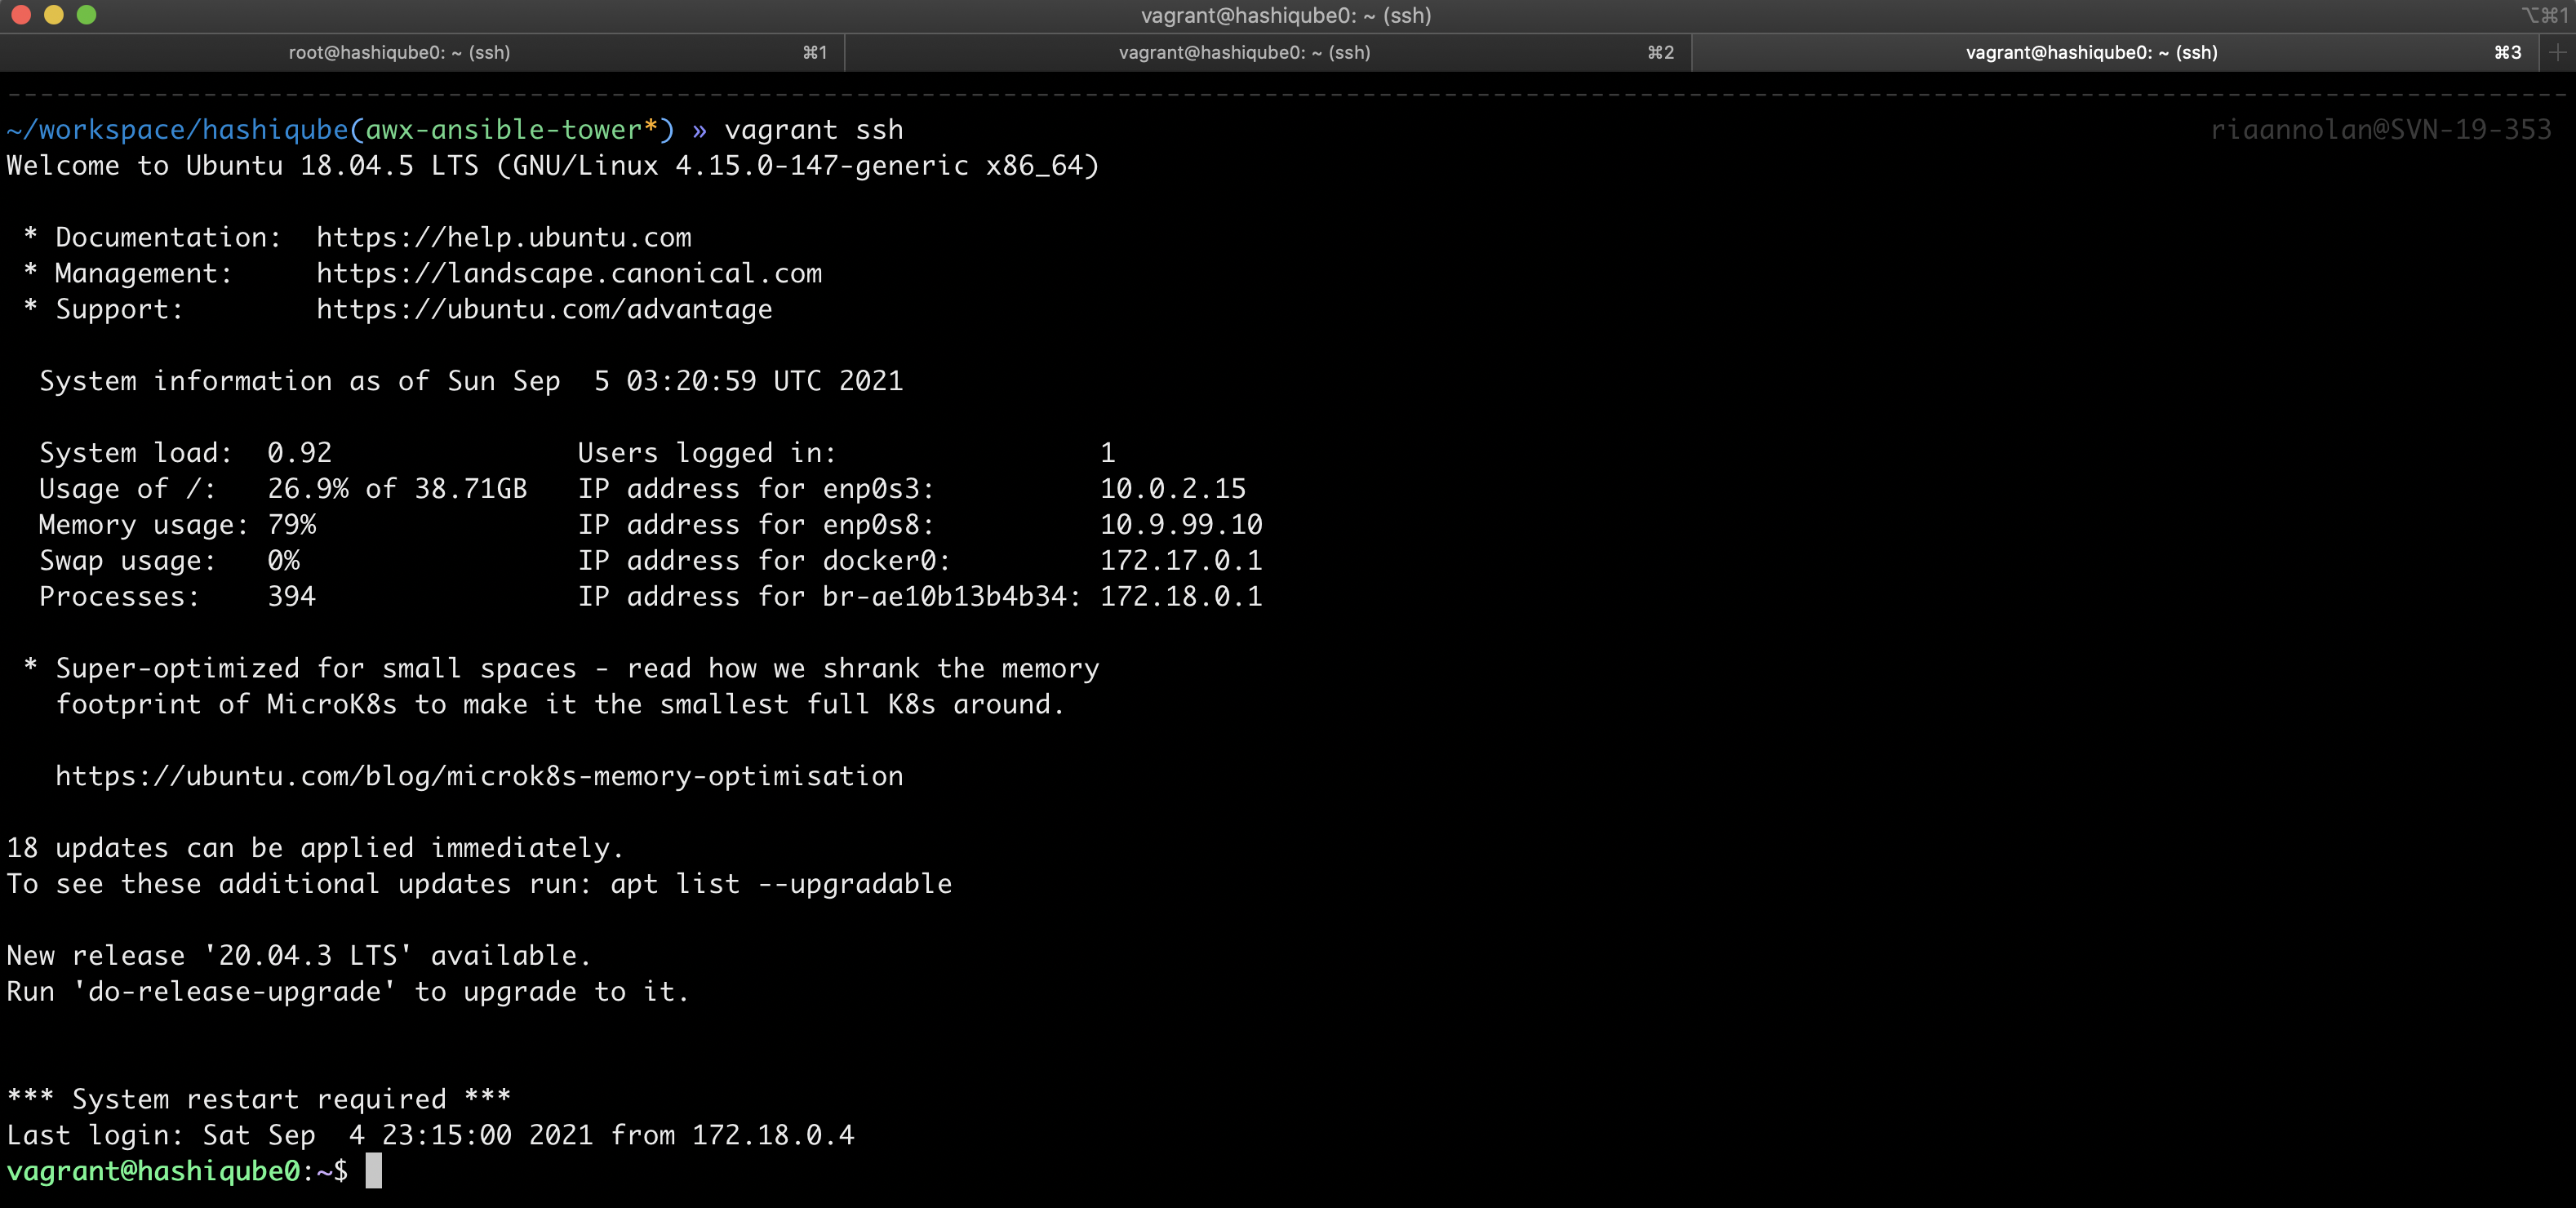 vagrant@hashiqube0: ~ (ssh)
⌥⌘1
root@hashiqube0: ~ (ssh) ⌘1
vagrant@hashiqube0: ~ (ssh) ⌘2
vagrant@hashiqube0: ~ (ssh) ⌘3
~/workspace/hashiqube(awx-ansible-tower*) » vagrant ssh riaannolan@SVN-19-353
Welcome to Ubuntu 18.04.5 LTS (GNU/Linux 4.15.0-147-generic x86_64)
* Documentation:  https://help.ubuntu.com
* Management:     https://landscape.canonical.com
* Support:        https://ubuntu.com/advantage
System information as of Sun Sep  5 03:20:59 UTC 2021
System load:  0.92               Users logged in:                1
Usage of /:   26.9% of 38.71GB   IP address for enp0s3:          10.0.2.15
Memory usage: 79%                IP address for enp0s8:          10.9.99.10
Swap usage:   0%                 IP address for docker0:         172.17.0.1
Processes:    394                IP address for br-ae10b13b4b34: 172.18.0.1
* Super-optimized for small spaces - read how we shrank the memory
footprint of MicroK8s to make it the smallest full K8s around.
https://ubuntu.com/blog/microk8s-memory-optimisation
18 updates can be applied immediately.
To see these additional updates run: apt list --upgradable
New release '20.04.3 LTS' available.
Run 'do-release-upgrade' to upgrade to it.
*** System restart required ***
Last login: Sat Sep  4 23:15:00 2021 from 172.18.0.4
vagrant@hashiqube0:~$